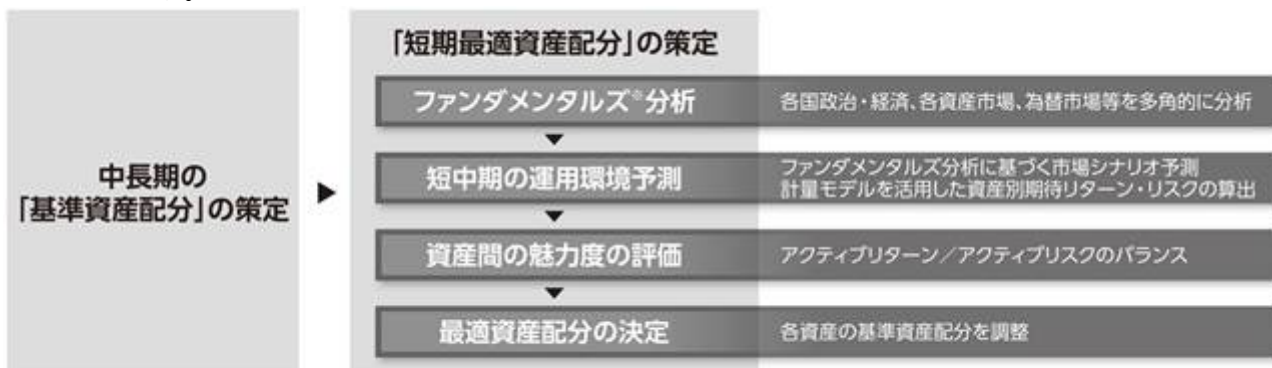 中長期の
「基準資産配分」の策定
▶
「短期最適資産配分」の策定
ファンダメンタルズ※分析
各国政治・経済、各資産市場、為替市場等を多角的に分析
▼
短中期の運用環境予測
ファンダメンタルズ分析に基づく市場シナリオ予測
計量モデルを活用した資産別期待リターン・リスクの算出
▼
資産間の魅力度の評価
アクティブリターン／アクティブリスクのバランス
▼
最適資産配分の決定
各資産の基準資産配分を調整